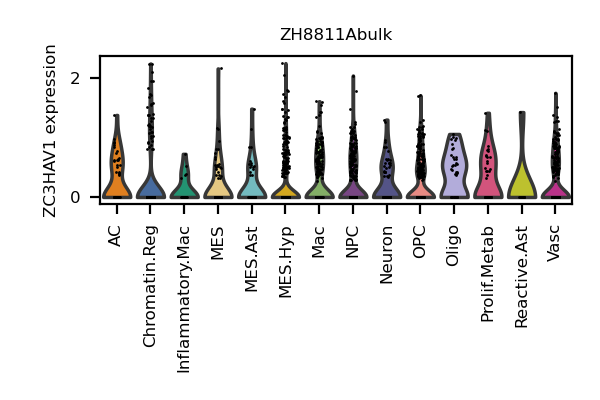 ZH8811Abulk
ZC3HAV1 expression
2
0
AC
Chromatin.Reg
Inflammatory.Mac
MES
MES.Ast
MES.Hyp
Mac
NPC
Neuron
OPC
Oligo
Prolif.Metab
Reactive.Ast
Vasc